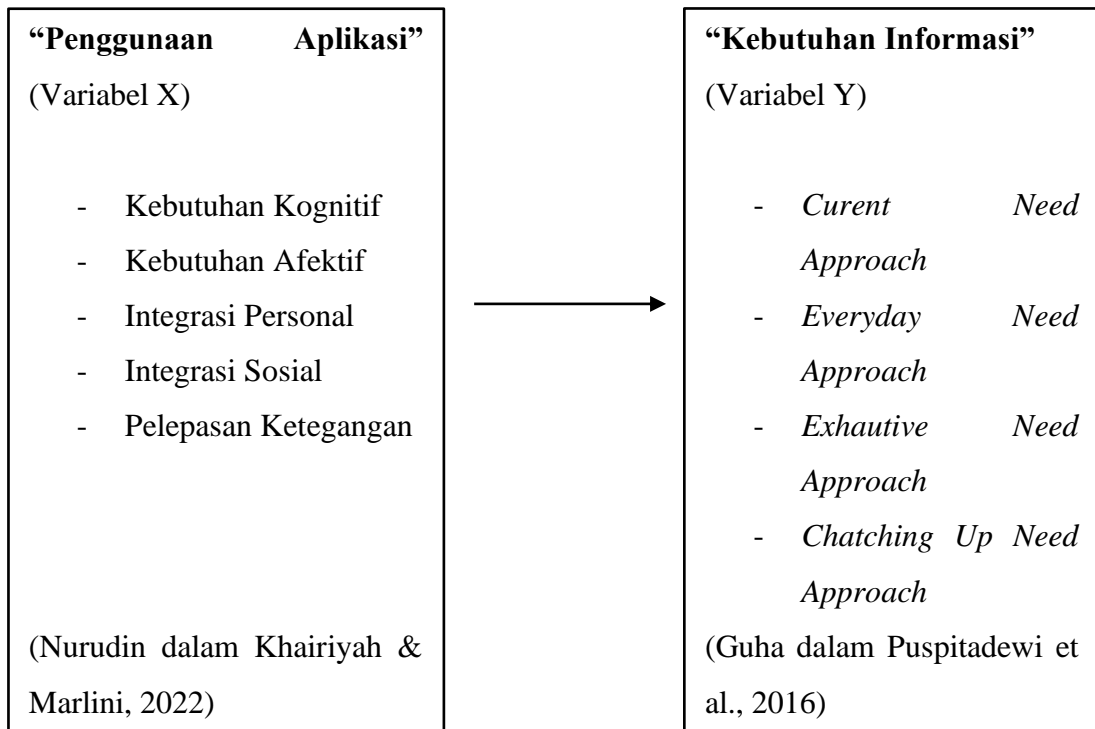 “Penggunaan Aplikasi”
(Variabel X)
- Kebutuhan Kognitif
- Kebutuhan Afektif
- Integrasi Personal
- Integrasi Sosial
- Pelepasan Ketegangan
(Nurudin dalam Khairiyah &
Marlini, 2022)
“Kebutuhan Informasi”
(Variabel Y)
- Curent Need
Approach
- Everyday Need
Approach
- Exhautive Need
Approach
- Chatching Up Need
Approach
(Guha dalam Puspitadewi et
al., 2016)